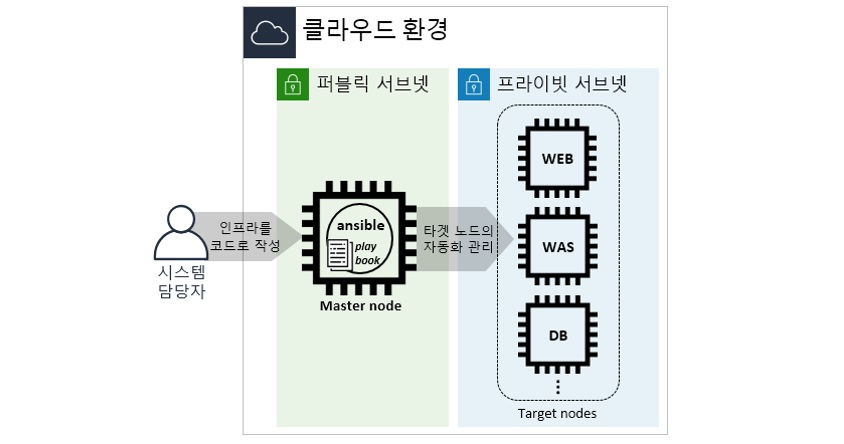 클라우드 환경
퍼블릭 서브넷
프라이빗 서브넷
WEB
ansible
play
book
인프라를
코드로 작성
타겟 노드의
자동화 관리
WAS
시스템
담당자
Master node
DB
Target nodes